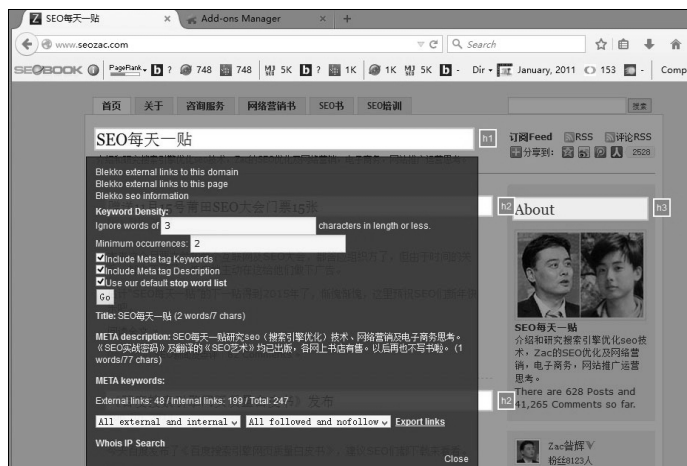 SEO每天一贴
Add-ons Manager
www.seozac.com
Search
SEOBOOK PageRank ? 748 748 5K ? 1K 1K 5K - Dir January, 2011 153 - Comp
首页 关于 咨询服务 网络营销书 SEO书 SEO培训 搜索
SEO每天一贴 h1
订阅Feed RSS 评论RSS
分享到: 2528
Blekko external links to this domain
Blekko external links to this page
Blekko seo information
h2
About h3
Keyword Density:
Ignore words of 3 characters in length or less.
Minimum occurrences: 2
Include Meta tag Keywords
Include Meta tag Description
Use our default stop word list
Go
Title: SEO每天一贴 (2 words/7 chars)
META description: SEO每天一贴研究seo（搜索引擎优化）技术、网络营销及电子商务思考。
《SEO实战密码》及翻译的《SEO艺术》均已出版，各网上书店有售。以后再也不写书啦。 (1
words/77 chars)
META keywords:
External links: 48 / Internal links: 199 / Total: 247
h2
All external and internal All followed and nofollow Export links
Whois IP Search
Close
SEO每天一贴
介绍和研究搜索引擎优化seo技
术，Zac的SEO优化及网络营
销，电子商务，网站推广运营
思考。
There are 628 Posts and
41,265 Comments so far.
Zac昝辉
粉丝8123人